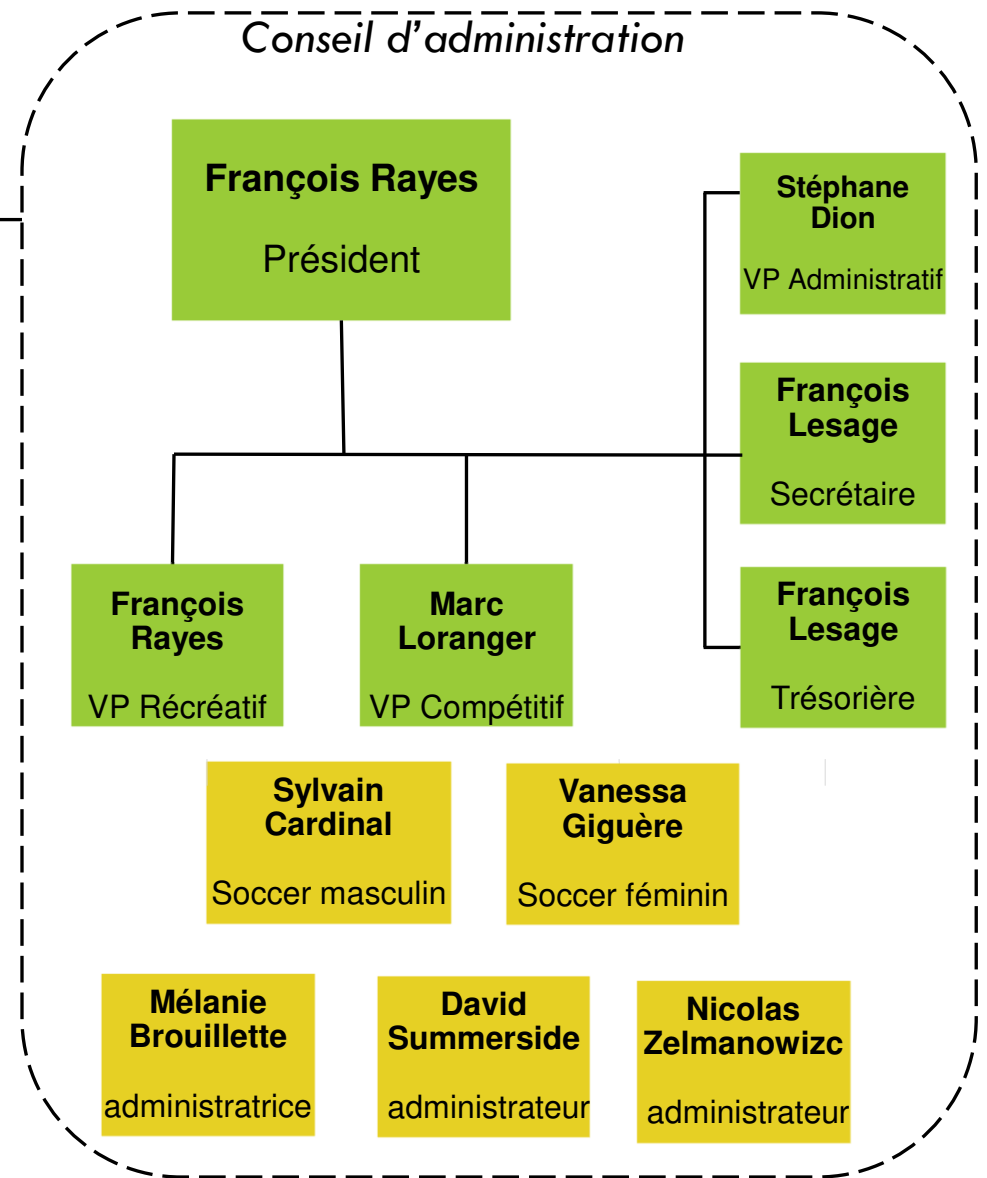 Conseil d'administration
François Rayes
Président
Stéphane
Dion
VP Administratif
François
Lesage
Secrétaire
François
Rayes
VP Récréatif
Marc
Loranger
VP Compétitif
François
Lesage
Trésorière
Sylvain
Cardinal
Soccer masculin
Vanessa
Giguère
Soccer féminin
Mélanie
Brouillette
administratrice
David
Summerside
administrateur
Nicolas
Zelmanowizc
administrateur